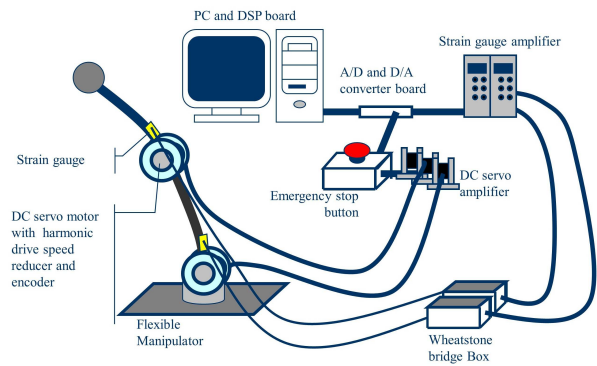 PC and DSP board
Strain gauge amplifier
A/D and D/A
converter board
Strain gauge
Emergency stop
button
DC servo
amplifier
DC servo motor
with harmonic
drive speed
reducer and
encoder
Flexible
Manipulator
Wheatstone
bridge Box